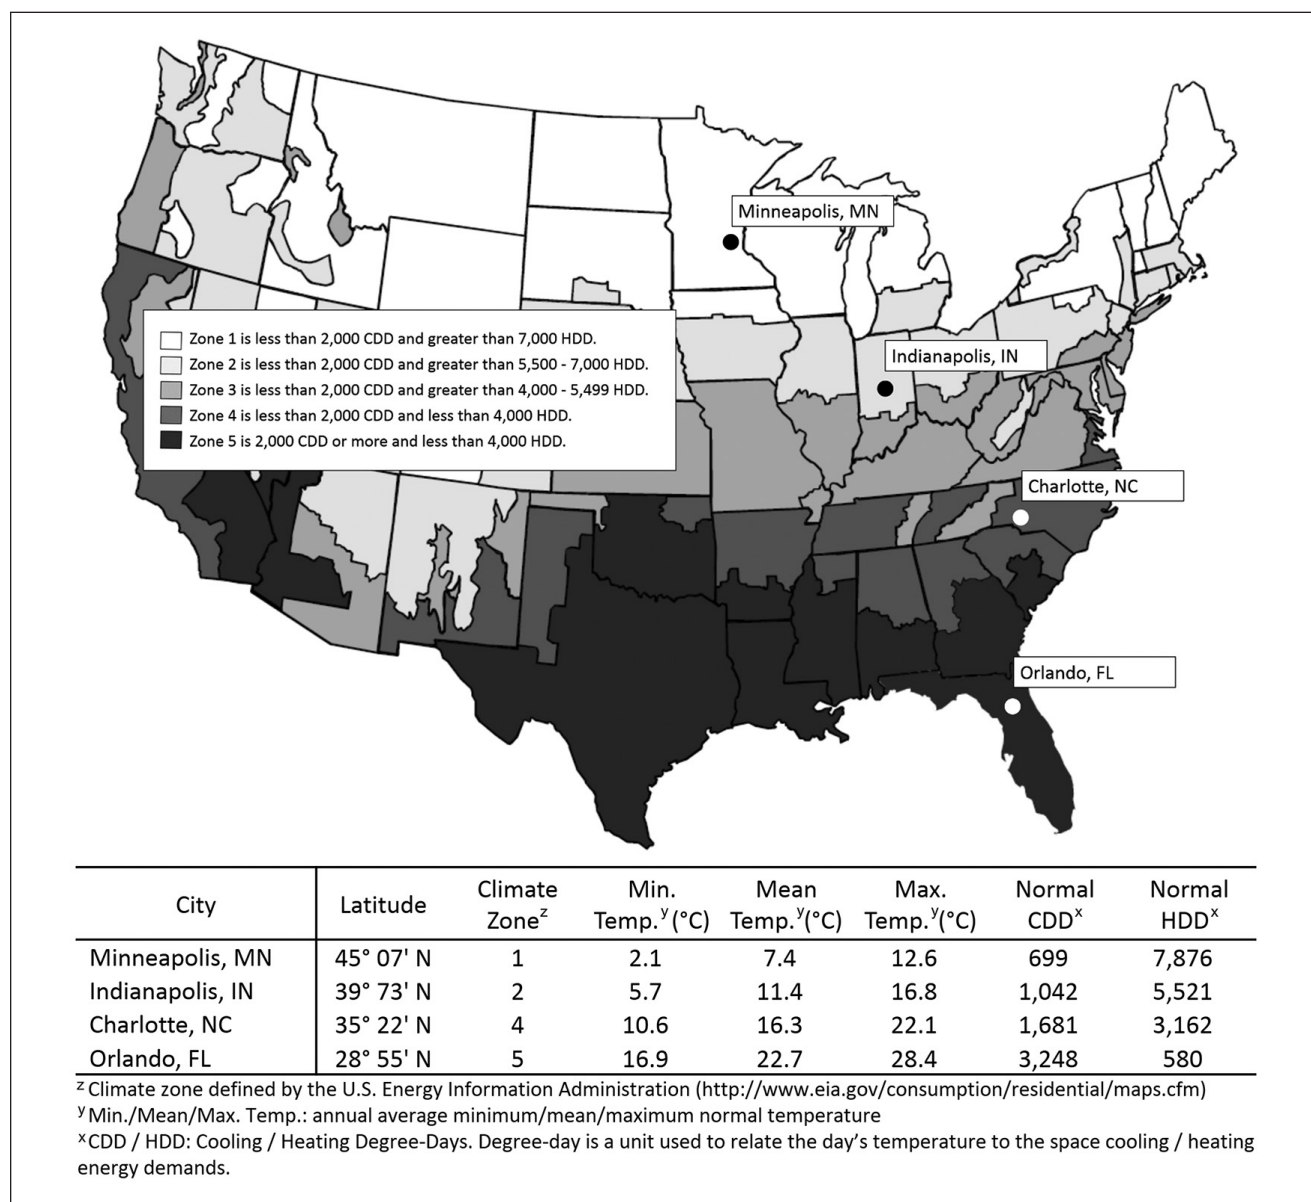 Minneapolis, MN
Indianapolis, IN
Zone 1 is less than 2,000 CDD and greater than 7,000 HDD.
Zone 2 is less than 2,000 CDD and greater than 5,500 - 7,000 HDD.
Zone 3 is less than 2,000 CDD and greater than 4,000 - 5,499 HDD.
Zone 4 is less than 2,000 CDD and less than 4,000 HDD.
Zone 5 is 2,000 CDD or more and less than 4,000 HDD.
Charlotte, NC
Orlando, FL
City Latitude Climate Zoneᶻ Min. Temp.ʸ(°C) Mean Temp.ʸ(°C) Max. Temp.ʸ(°C) Normal CDDˣ Normal HDDˣ
Minneapolis, MN 45° 07' N 1 2.1 7.4 12.6 699 7,876
Indianapolis, IN 39° 73' N 2 5.7 11.4 16.8 1,042 5,521
Charlotte, NC 35° 22' N 4 10.6 16.3 22.1 1,681 3,162
Orlando, FL 28° 55' N 5 16.9 22.7 28.4 3,248 580
ᶻ Climate zone defined by the U.S. Energy Information Administration (http://www.eia.gov/consumption/residential/maps.cfm)
ʸ Min./Mean/Max. Temp.: annual average minimum/mean/maximum normal temperature
ˣ CDD / HDD: Cooling / Heating Degree-Days. Degree-day is a unit used to relate the day's temperature to the space cooling / heating
energy demands.